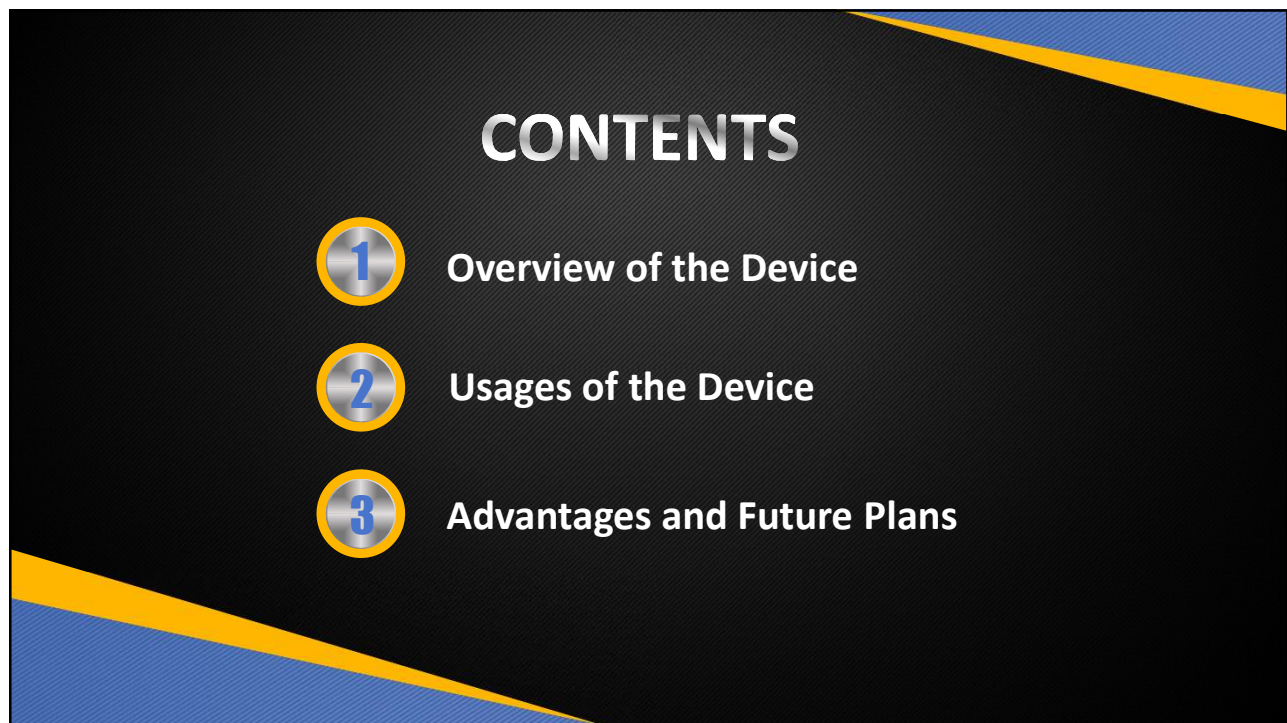 CONTENTS
1 Overview of the Device
2 Usages of the Device
3 Advantages and Future Plans